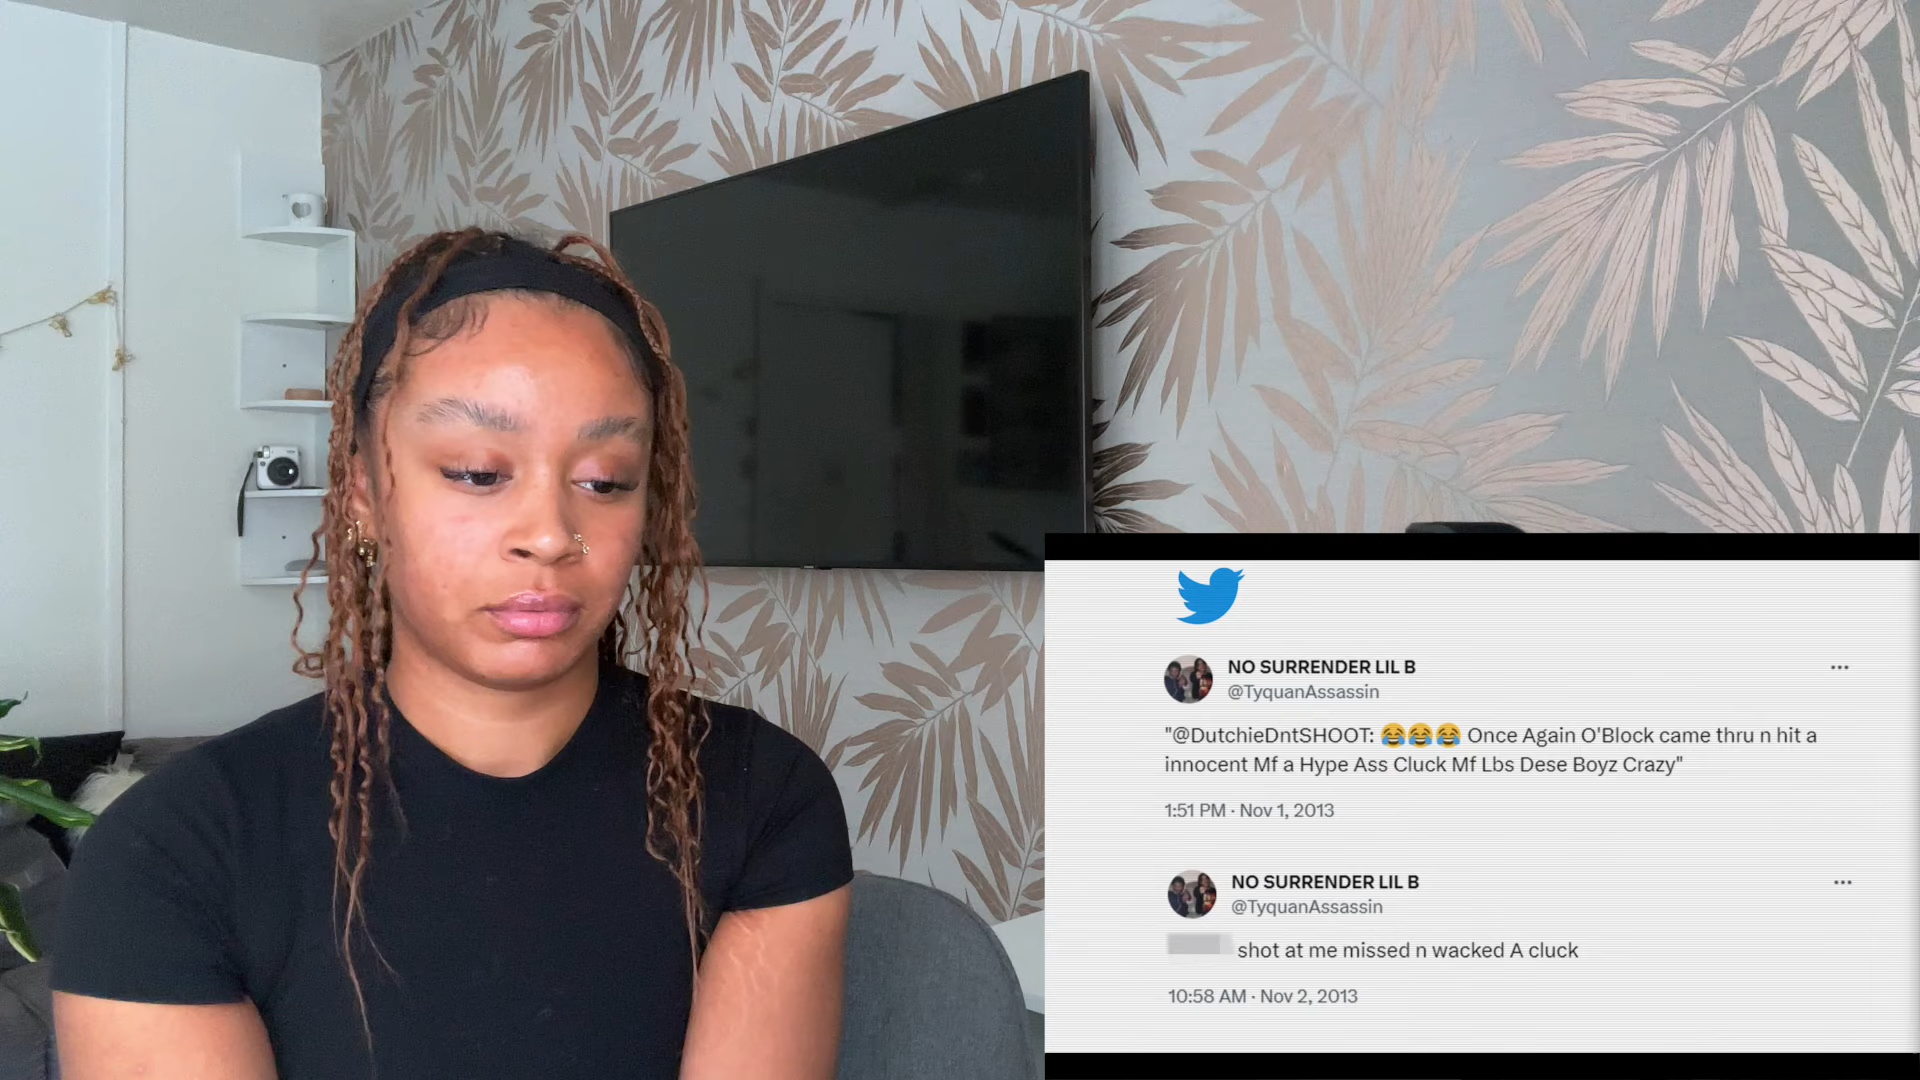 NO SURRENDER LIL B
@TyquanAssassin
"@DutchieDntSHOOT: 😂😂😂 Once Again O'Block came thru n hit a
innocent Mf a Hype Ass Cluck Mf Lbs Dese Boyz Crazy"
1:51 PM · Nov 1, 2013
NO SURRENDER LIL B
@TyquanAssassin
shot at me missed n wacked A cluck
10:58 AM · Nov 2, 2013